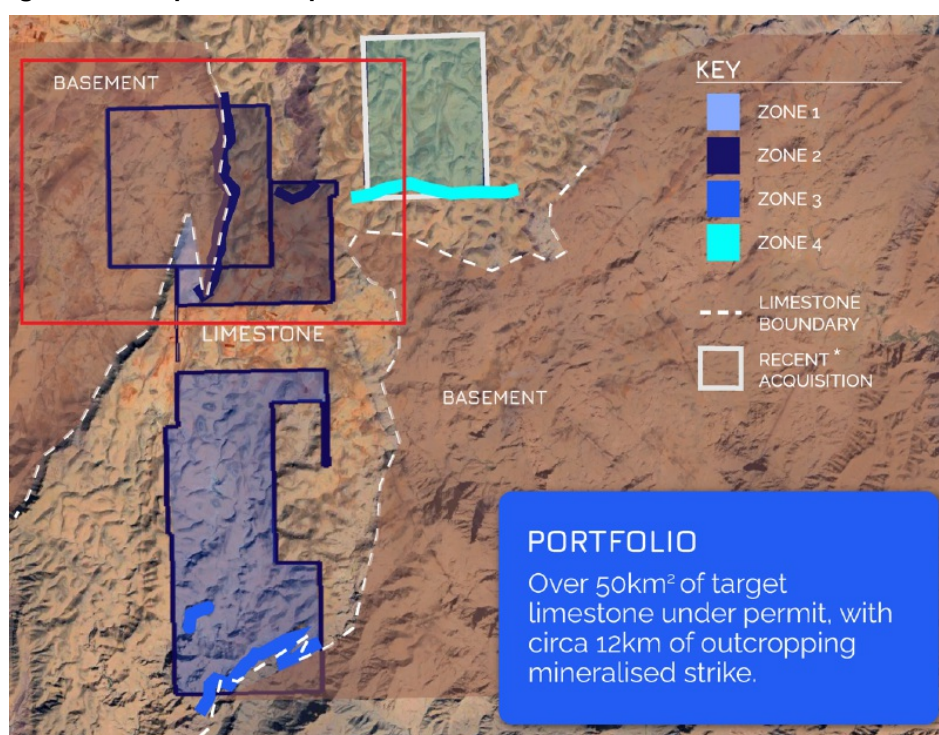 BASEMENT
KEY
ZONE 1
ZONE 2
ZONE 3
ZONE 4
LIMESTONE
BOUNDARY
RECENT *
ACQUISITION
LIMESTONE
BASEMENT
PORTFOLIO
Over 50km² of target
limestone under permit, with
circa 12km of outcropping
mineralised strike.